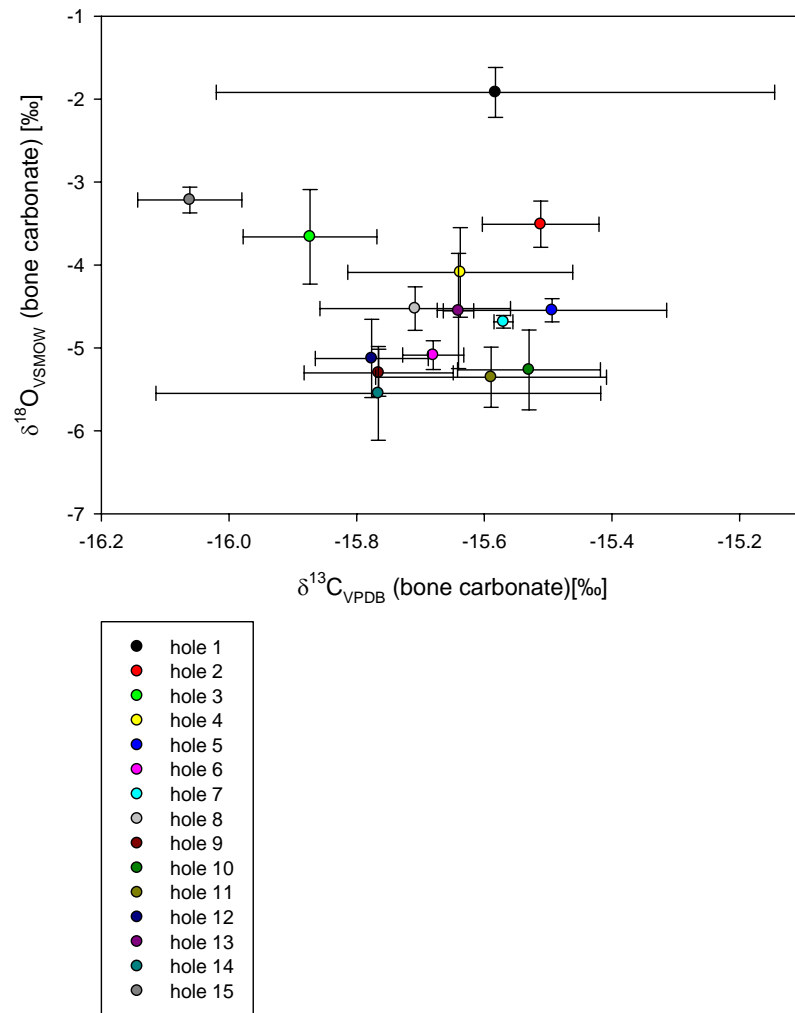 -1
-2
-3
-4
-5
-6
-7
δ18OVSMOW (bone carbonate) [‰]
-16.2 -16.0 -15.8 -15.6 -15.4 -15.2
δ13CVPDB (bone carbonate)[‰]
hole 1
hole 2
hole 3
hole 4
hole 5
hole 6
hole 7
hole 8
hole 9
hole 10
hole 11
hole 12
hole 13
hole 14
hole 15